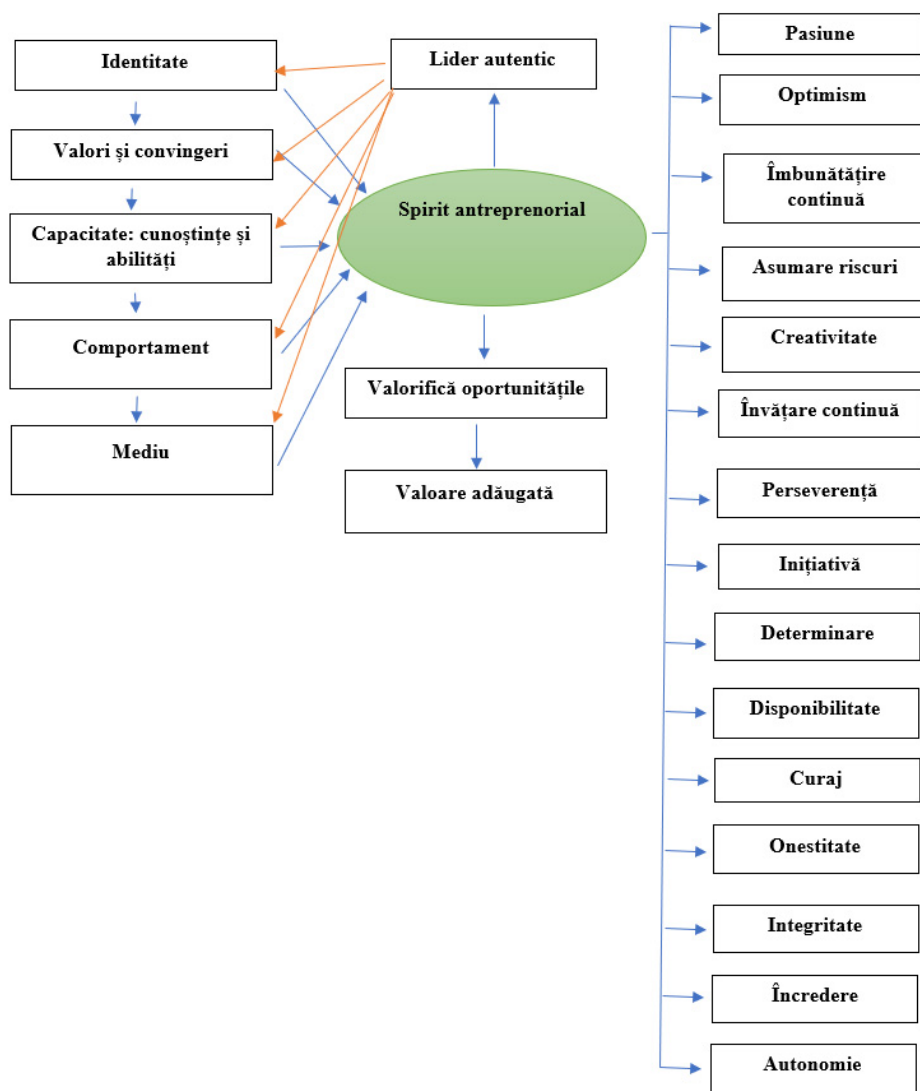 Identitate
Valori și convingeri
Capacitate: cunoștințe și
abilități
Comportament
Mediu
Lider autentic
Spirit antreprenorial
Valorifică oportunitățile
Valoare adăugată
Pasiune
Optimism
Îmbunătățire
continuă
Asumare riscuri
Creativitate
Învățare continuă
Perseverență
Inițiativă
Determinare
Disponibilitate
Curaj
Onestitate
Integritate
Încredere
Autonomie